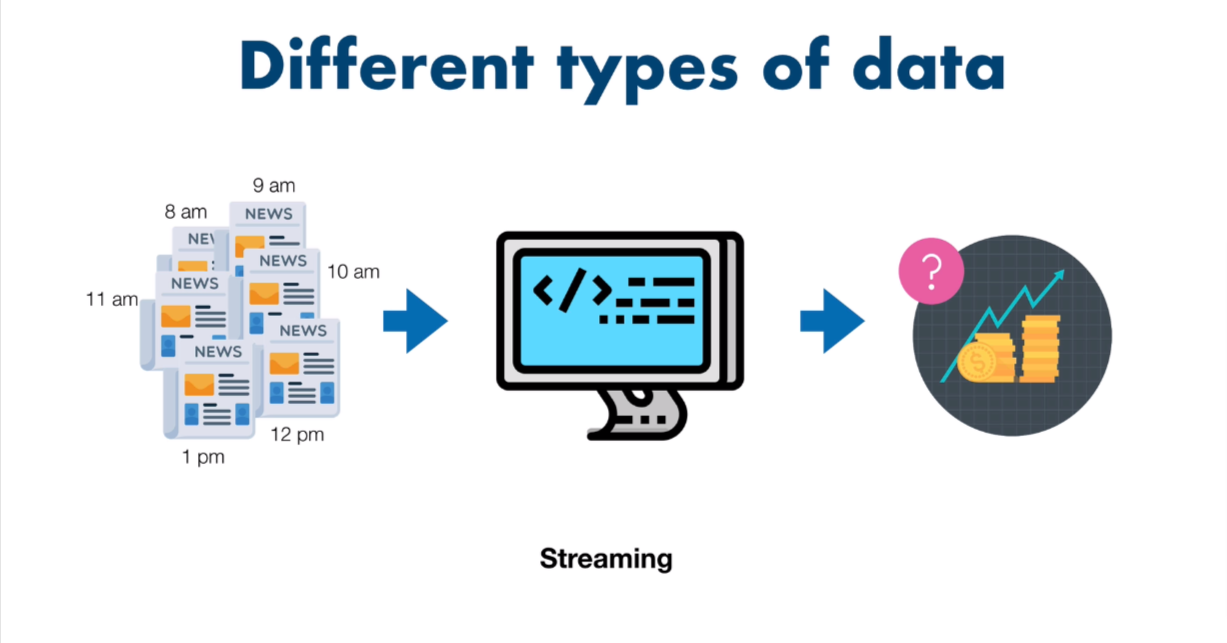 Different types of data
9 am
8 am
NEWS
NEW
NEWS
10 am
NEWS
11 am
NEWS
NEWS
12 pm
1 pm
</>
?
$
Streaming